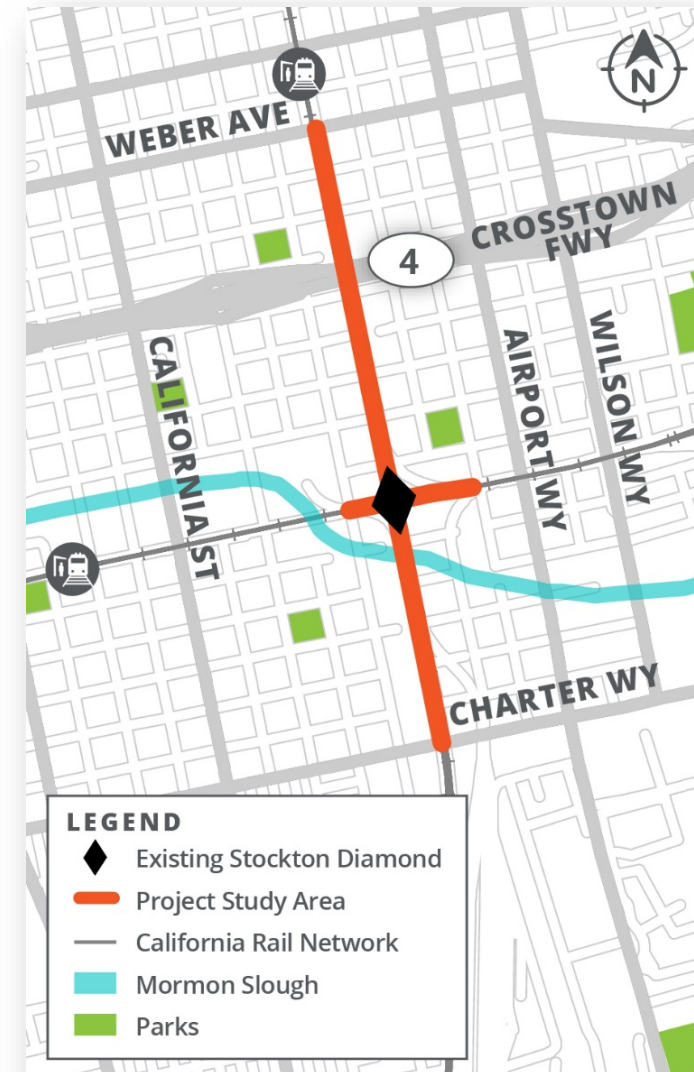 N
WEBER AVE
CROSSTOWN
FWY
4
CALIFORNIA ST
AIRPORT WY
WILSON WY
CHARTER WY
LEGEND
Existing Stockton Diamond
Project Study Area
California Rail Network
Mormon Slough
Parks